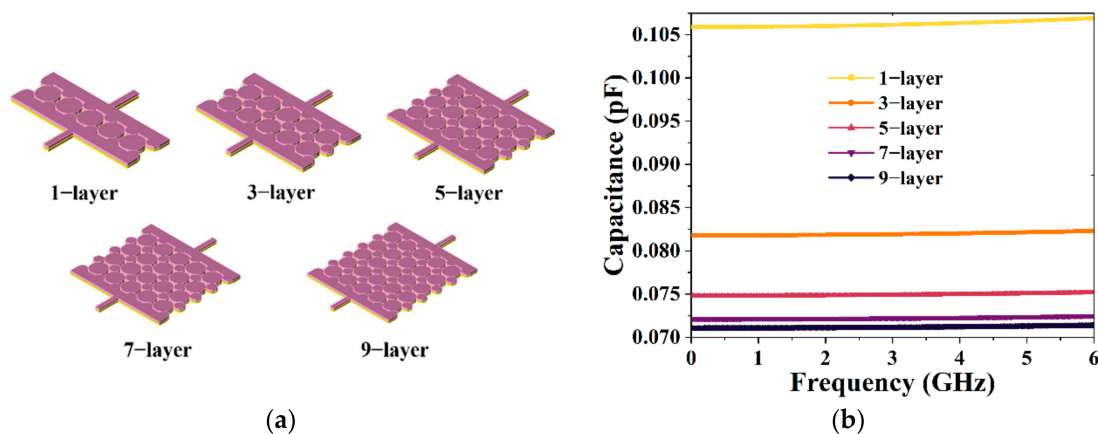 1−layer
3−layer
5−layer
7−layer
9−layer
(a)
Capacitance (pF)
0.105
0.100
0.095
0.090
0.085
0.080
0.075
0.070
1−layer
3−layer
5−layer
7−layer
9−layer
0 1 2 3 4 5 6
Frequency (GHz)
(b)